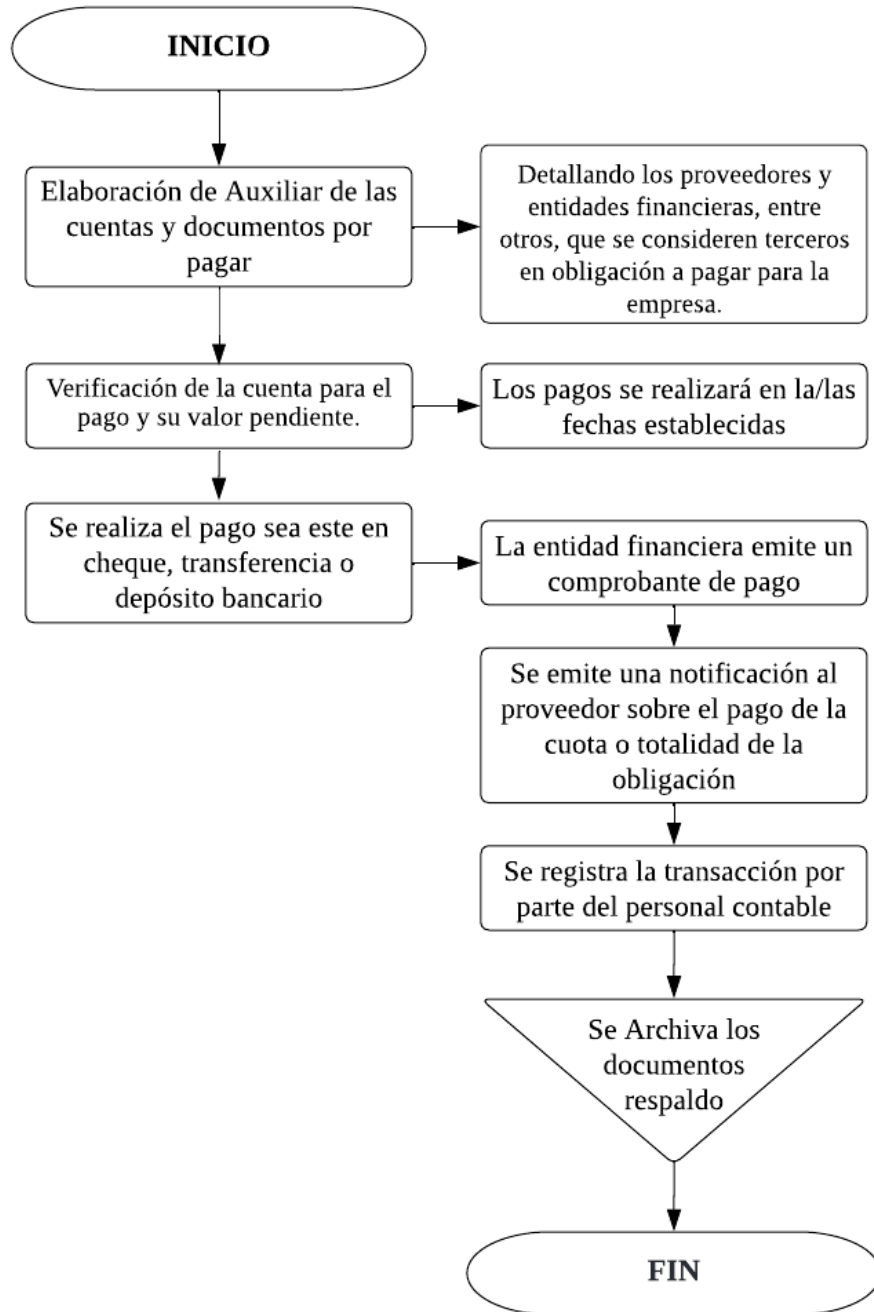 INICIO
Elaboración de Auxiliar de las
cuentas y documentos por
pagar
Detallando los proveedores y
entidades financieras, entre
otros, que se consideren terceros
en obligación a pagar para la
empresa.
Verificación de la cuenta para el
pago y su valor pendiente.
Los pagos se realizará en la/las
fechas establecidas
Se realiza el pago sea este en
cheque, transferencia o
depósito bancario
La entidad financiera emite un
comprobante de pago
Se emite una notificación al
proveedor sobre el pago de la
cuota o totalidad de la
obligación
Se registra la transacción por
parte del personal contable
Se Archiva los
documentos
respaldo
FIN